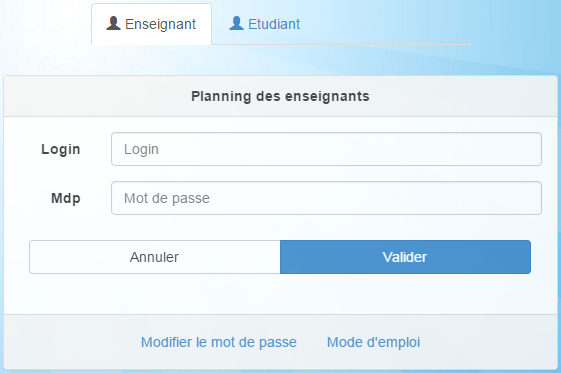 Enseignant Etudiant
Planning des enseignants
Login Login
Mdp Mot de passe
Annuler Valider
Modifier le mot de passe Mode d'emploi